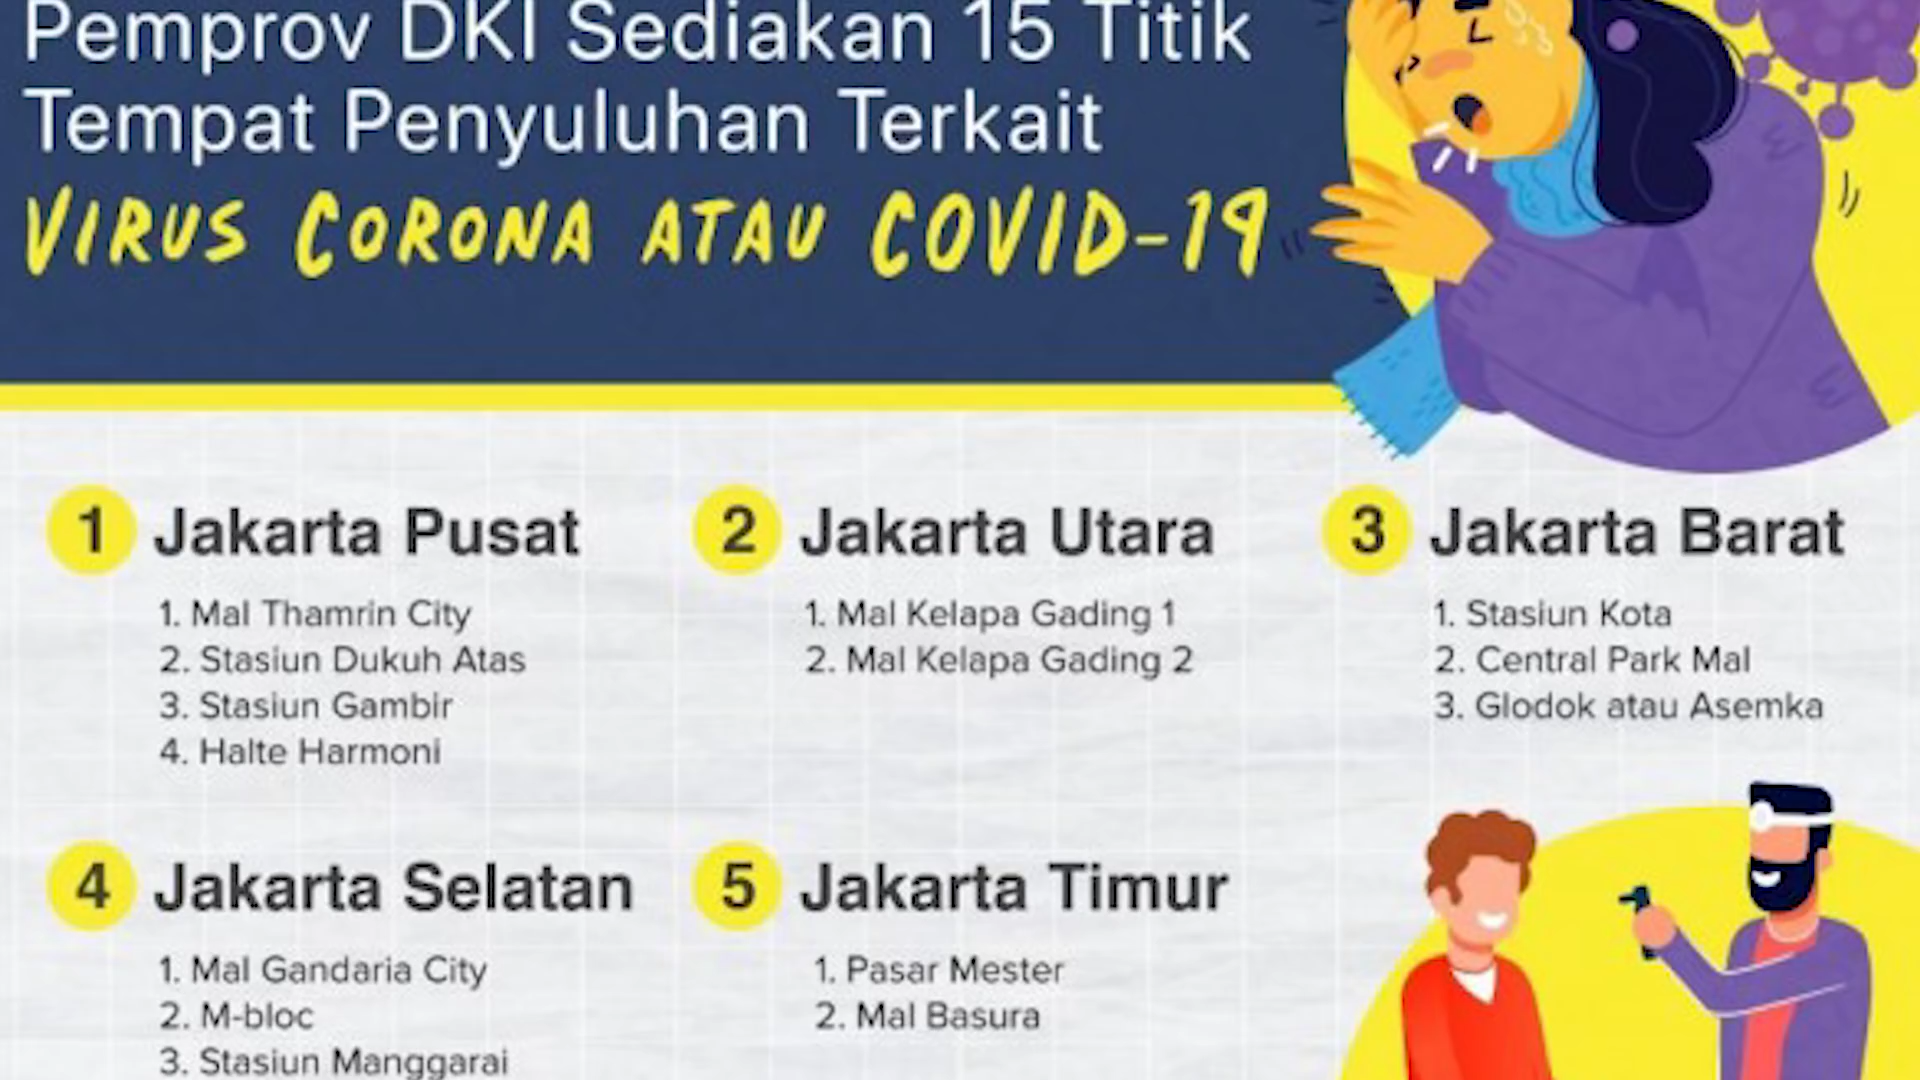 Pemprov DKI Sediakan 15 Titik
Tempat Penyuluhan Terkait
VIRUS CORONA ATAU COVID-19
1 Jakarta Pusat
1. Mal Thamrin City
2. Stasiun Dukuh Atas
3. Stasiun Gambir
4. Halte Harmoni
2 Jakarta Utara
1. Mal Kelapa Gading 1
2. Mal Kelapa Gading 2
3 Jakarta Barat
1. Stasiun Kota
2. Central Park Mal
3. Glodok atau Asemka
4 Jakarta Selatan
1. Mal Gandaria City
2. M-bloc
3. Stasiun Manggarai
5 Jakarta Timur
1. Pasar Mester
2. Mal Basura